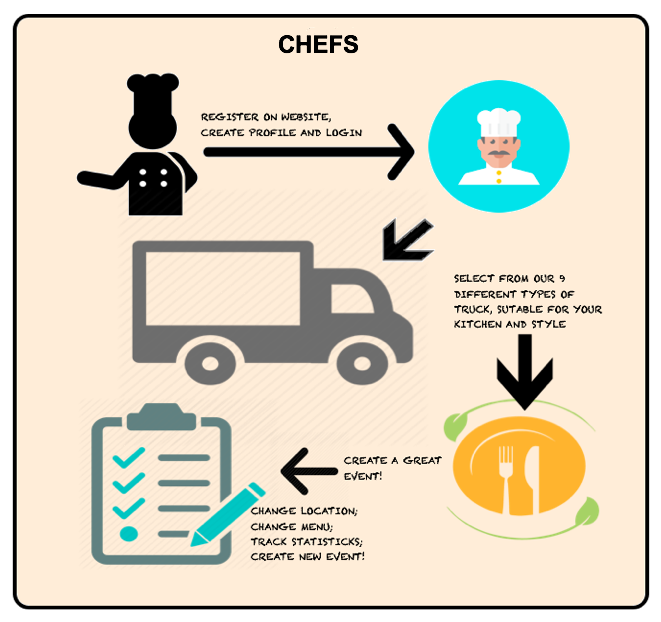 CHEFS
REGISTER ON WEBSITE,
CREATE PROFILE AND LOGIN
SELECT FROM OUR 9
DIFFERENT TYPES OF
TRUCK, SUTABLE FOR YOUR
KITCHEN AND STYLE
CREATE A GREAT
EVENT!
CHANGE LOCATION;
CHANGE MENU;
TRACK STATISTICKS;
CREATE NEW EVENT!